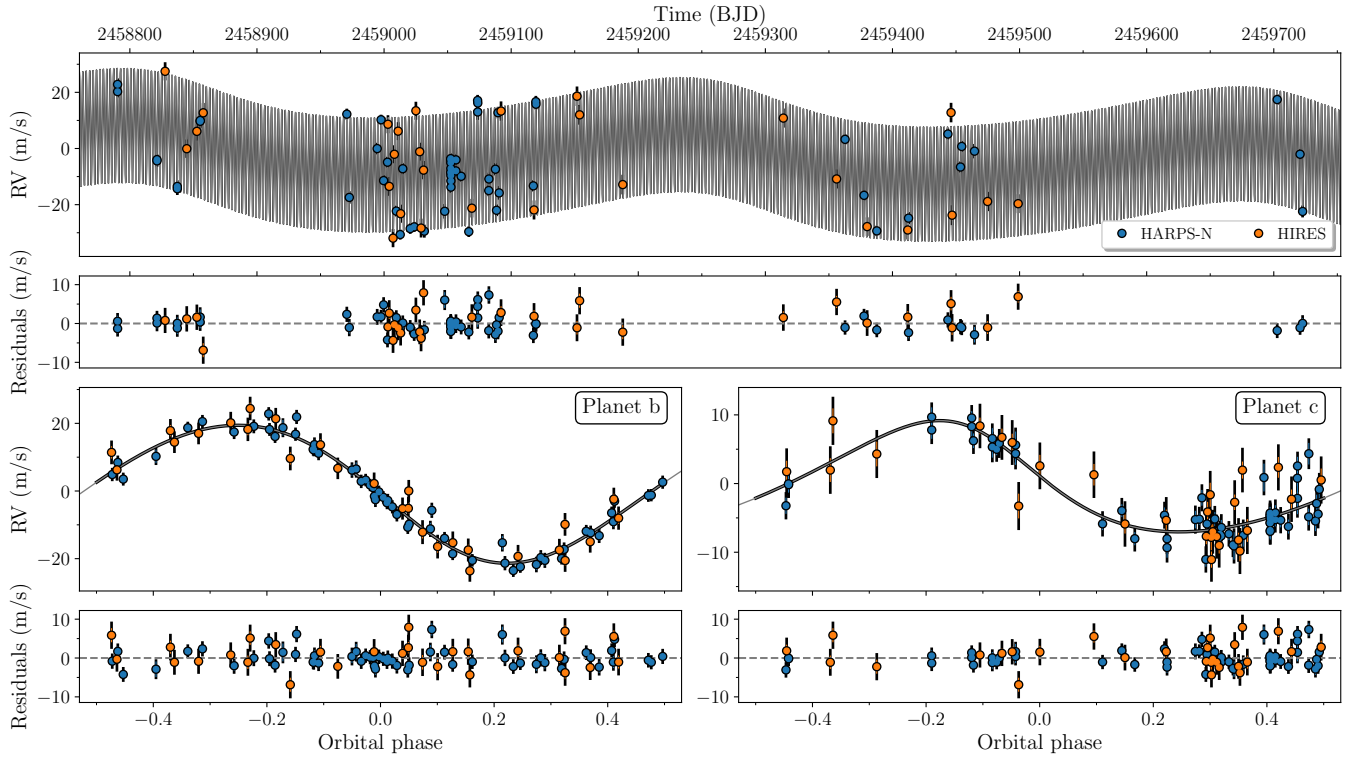 Time (BJD)
2458800 2458900 2459000 2459100 2459200 2459300 2459400 2459500 2459600 2459700
RV (m/s)
20
0
−20
HARPS-N HIRES
Residuals (m/s)
10
0
−10
Planet b
RV (m/s)
20
0
−20
Planet c
10
0
−10
Residuals (m/s)
10
0
−10
10
0
−10
−0.4 −0.2 0.0 0.2 0.4
Orbital phase
−0.4 −0.2 0.0 0.2 0.4
Orbital phase